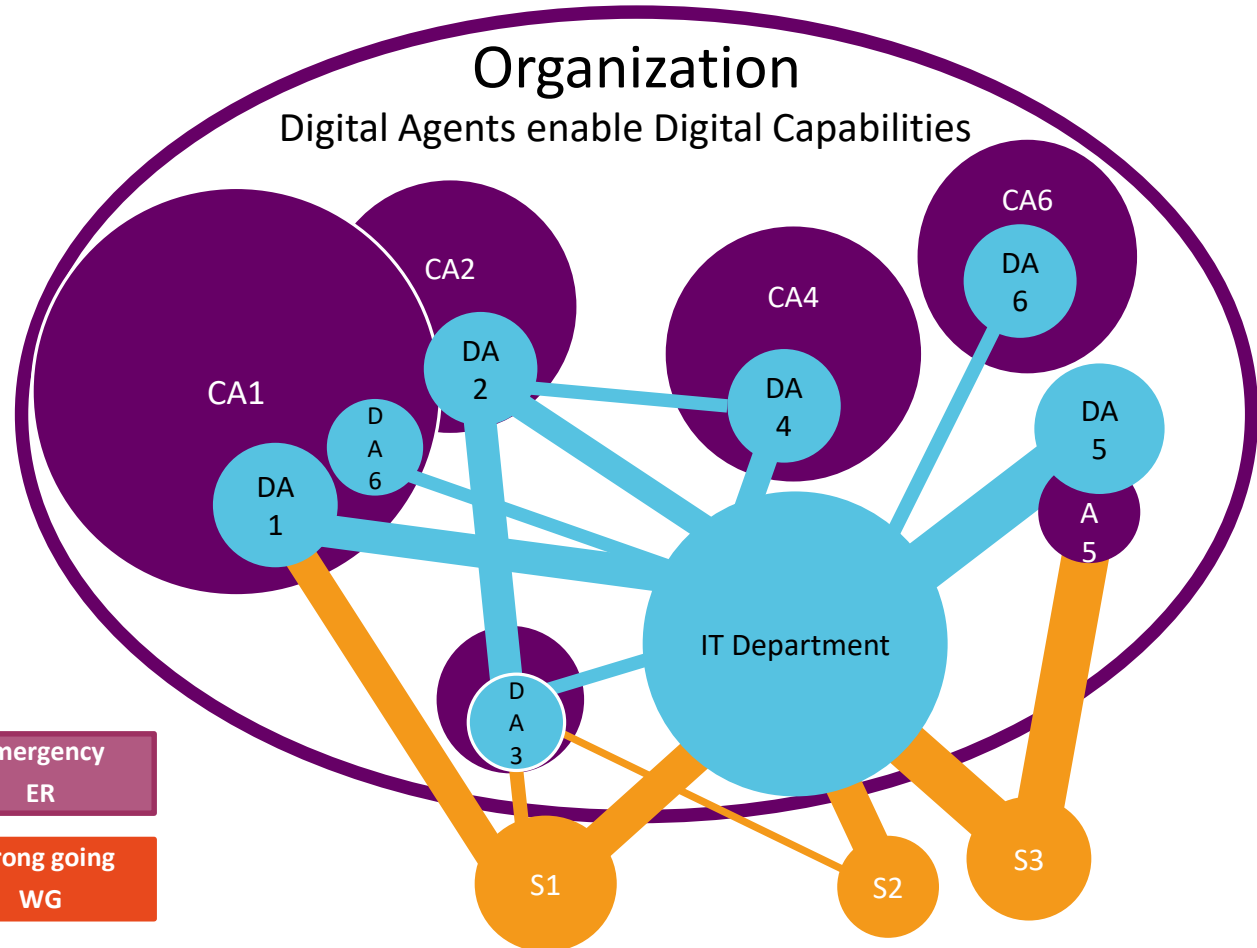 Organization
Digital Agents enable Digital Capabilities
CA6
DA
6
CA2
CA4
DA
2
CA1
DA
4
DA
5
D
A
6
DA
1
A
5
IT Department
D
A
3
mergency
ER
rong going
WG
S1
S2
S3